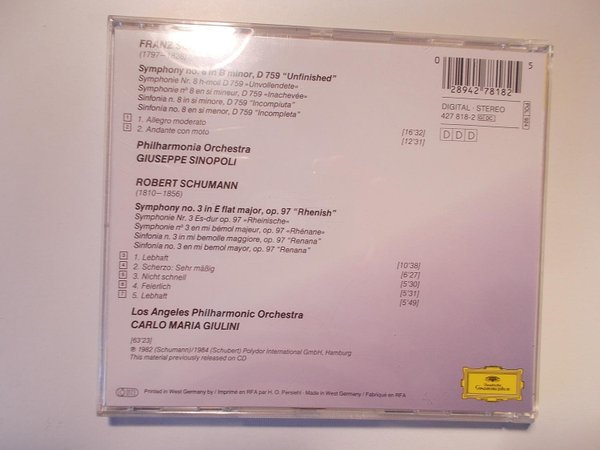 FRANZ S
(1797–1828)
Symphony no. 8 in B minor, D 759 "Unfinished"
Symphonie Nr. 8 h-moll D 759 »Unvollendete«
Symphonie nº 8 en si mineur, D 759 «Inachevée»
Sinfonia n. 8 in si minore, D 759 "Incompiuta"
Sinfonía no. 8 en si menor, D 759 "Incompleta"
1 1. Allegro moderato [16'32]
2 2. Andante con moto [12'31]
Philharmonia Orchestra
GIUSEPPE SINOPOLI
ROBERT SCHUMANN
(1810–1856)
Symphony no. 3 in E flat major, op. 97 "Rhenish"
Symphonie Nr. 3 Es-dur op. 97 »Rheinische«
Symphonie nº 3 en mi bémol majeur, op. 97 «Rhénane»
Sinfonia n. 3 in mi bemolle maggiore, op. 97 "Renana"
Sinfonía no. 3 en mi bemol mayor, op. 97 "Renana"
3 1. Lebhaft [10'38]
4 2. Scherzo: Sehr mäßig [6'27]
5 3. Nicht schnell [5'30]
6 4. Feierlich [5'31]
7 5. Lebhaft [5'49]
Los Angeles Philharmonic Orchestra
CARLO MARIA GIULINI
[63'23]
℗ 1982 (Schumann)/1984 (Schubert) Polydor International GmbH, Hamburg
This material previously released on CD
Printed in West Germany by / Imprimé en RFA par H. O. Persiehl · Made in West Germany / Fabriqué en RFA
0 28942 78182 5
DIGITAL · STEREO
427 818-2 GH
DDD
Deutsche
Grammophon